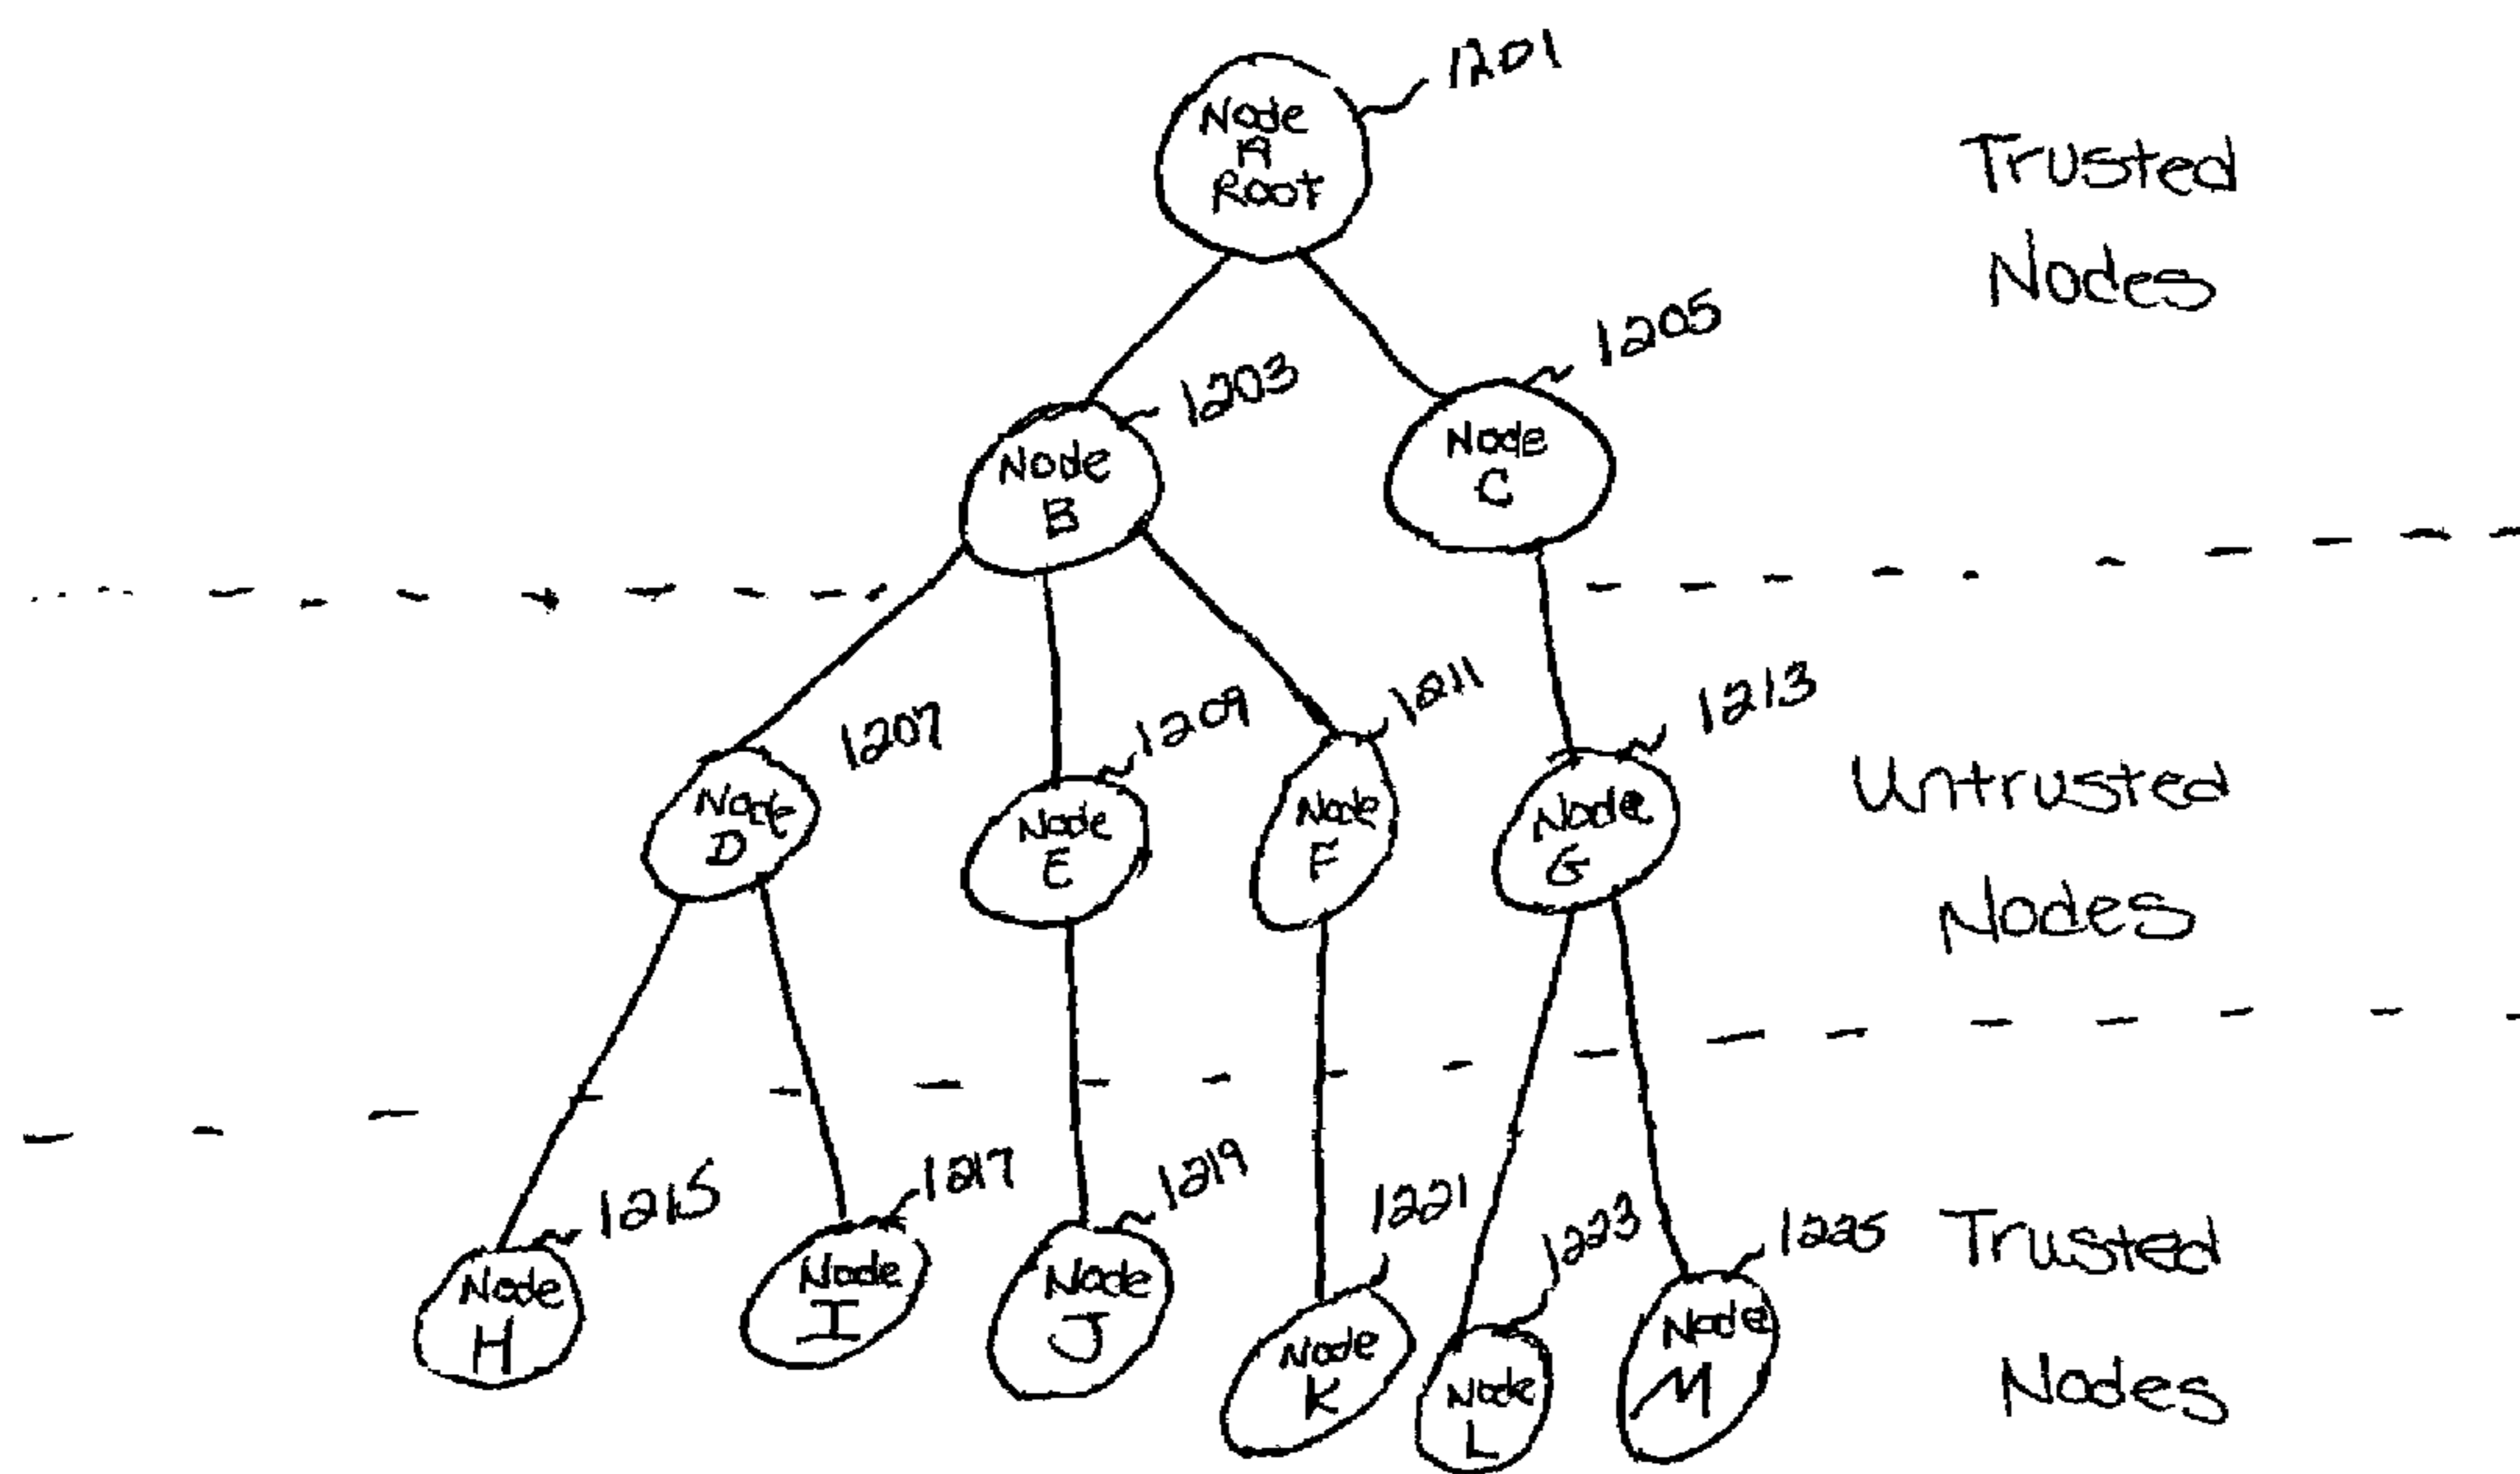 1201
Node
A
Root
Trusted
Nodes
1205
1203
Node
B
Node
C
1207
1209
1211
1213
Node
D
Node
E
Node
F
Node
G
Untrusted
Nodes
1215
1217
1219
1221
1223
1225
Node
H
Node
I
Node
J
Node
K
Node
L
Node
M
Trusted
Nodes